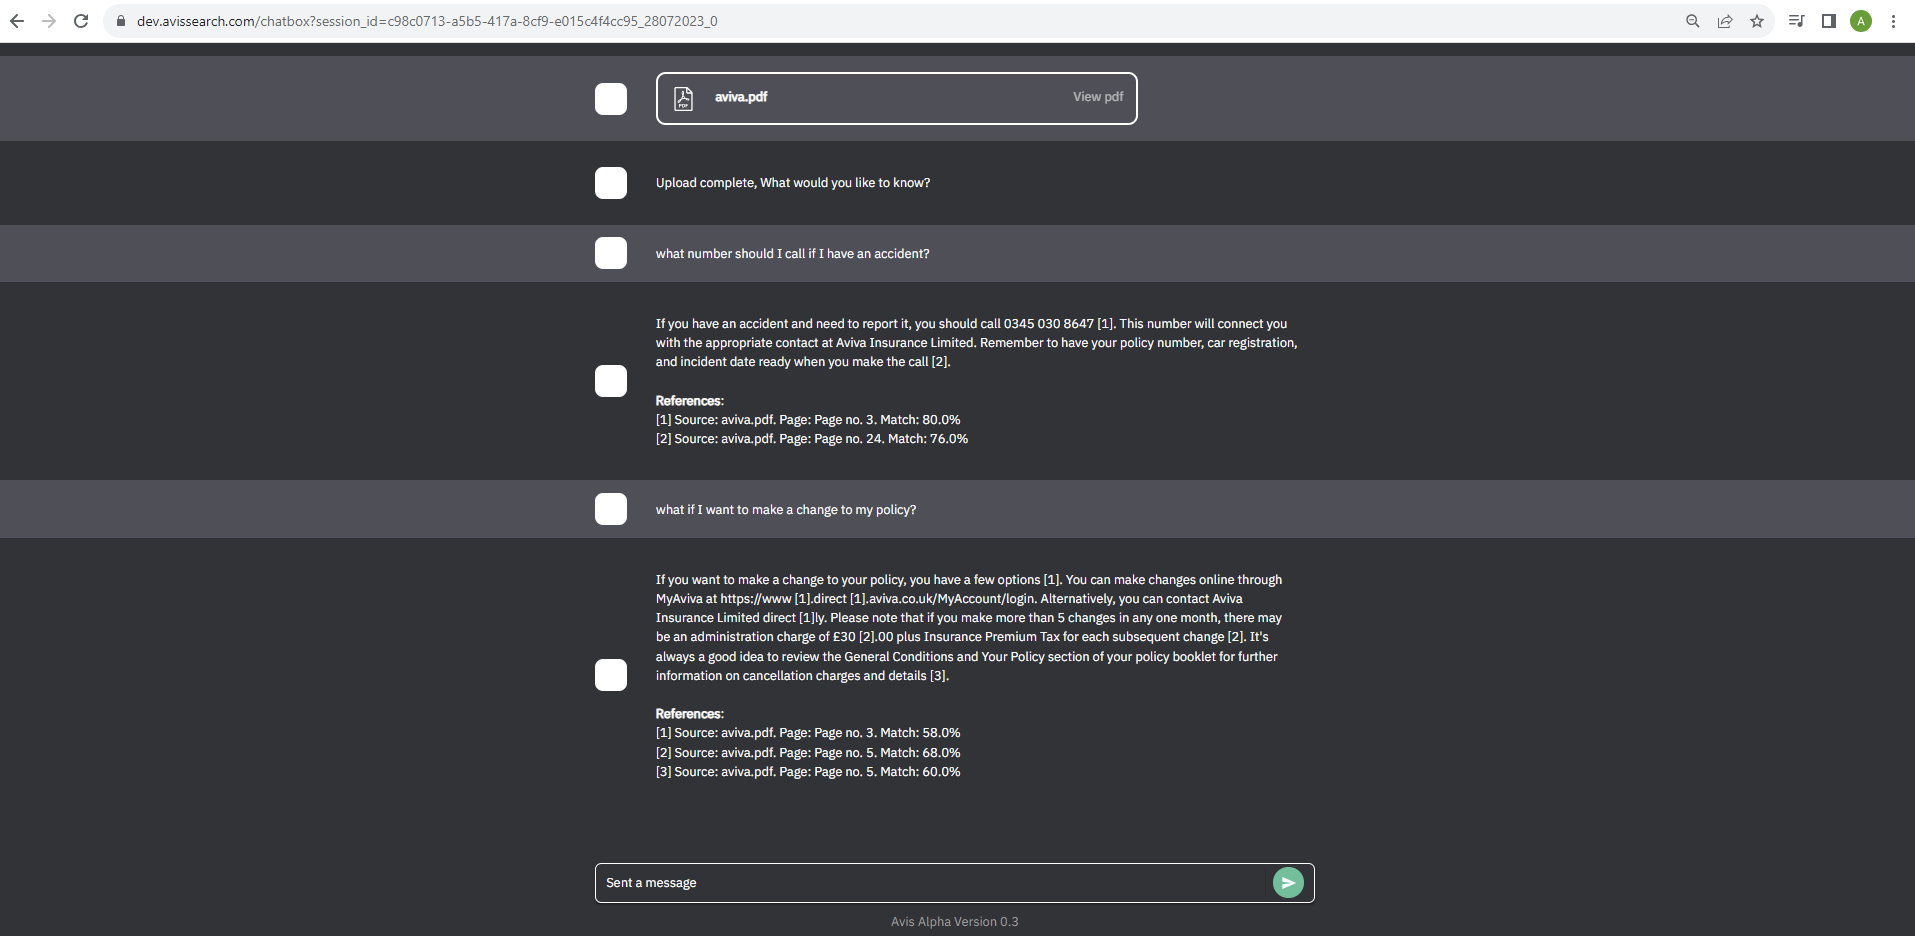 dev.avissearch.com/chatbox?session_id=c98c0713-a5b5-417a-8cf9-e015c4f4cc95_28072023_0
A
PDF
aviva.pdf
View pdf
Upload complete, What would you like to know?
what number should I call if I have an accident?
If you have an accident and need to report it, you should call 0345 030 8647 [1]. This number will connect you
with the appropriate contact at Aviva Insurance Limited. Remember to have your policy number, car registration,
and incident date ready when you make the call [2].
References:
[1] Source: aviva.pdf. Page: Page no. 3. Match: 80.0%
[2] Source: aviva.pdf. Page: Page no. 24. Match: 76.0%
what if I want to make a change to my policy?
If you want to make a change to your policy, you have a few options [1]. You can make changes online through
MyAviva at https://www [1].direct [1].aviva.co.uk/MyAccount/login. Alternatively, you can contact Aviva
Insurance Limited direct [1]ly. Please note that if you make more than 5 changes in any one month, there may
be an administration charge of £30 [2].00 plus Insurance Premium Tax for each subsequent change [2]. It's
always a good idea to review the General Conditions and Your Policy section of your policy booklet for further
information on cancellation charges and details [3].
References:
[1] Source: aviva.pdf. Page: Page no. 3. Match: 58.0%
[2] Source: aviva.pdf. Page: Page no. 5. Match: 68.0%
[3] Source: aviva.pdf. Page: Page no. 5. Match: 60.0%
Sent a message
Avis Alpha Version 0.3